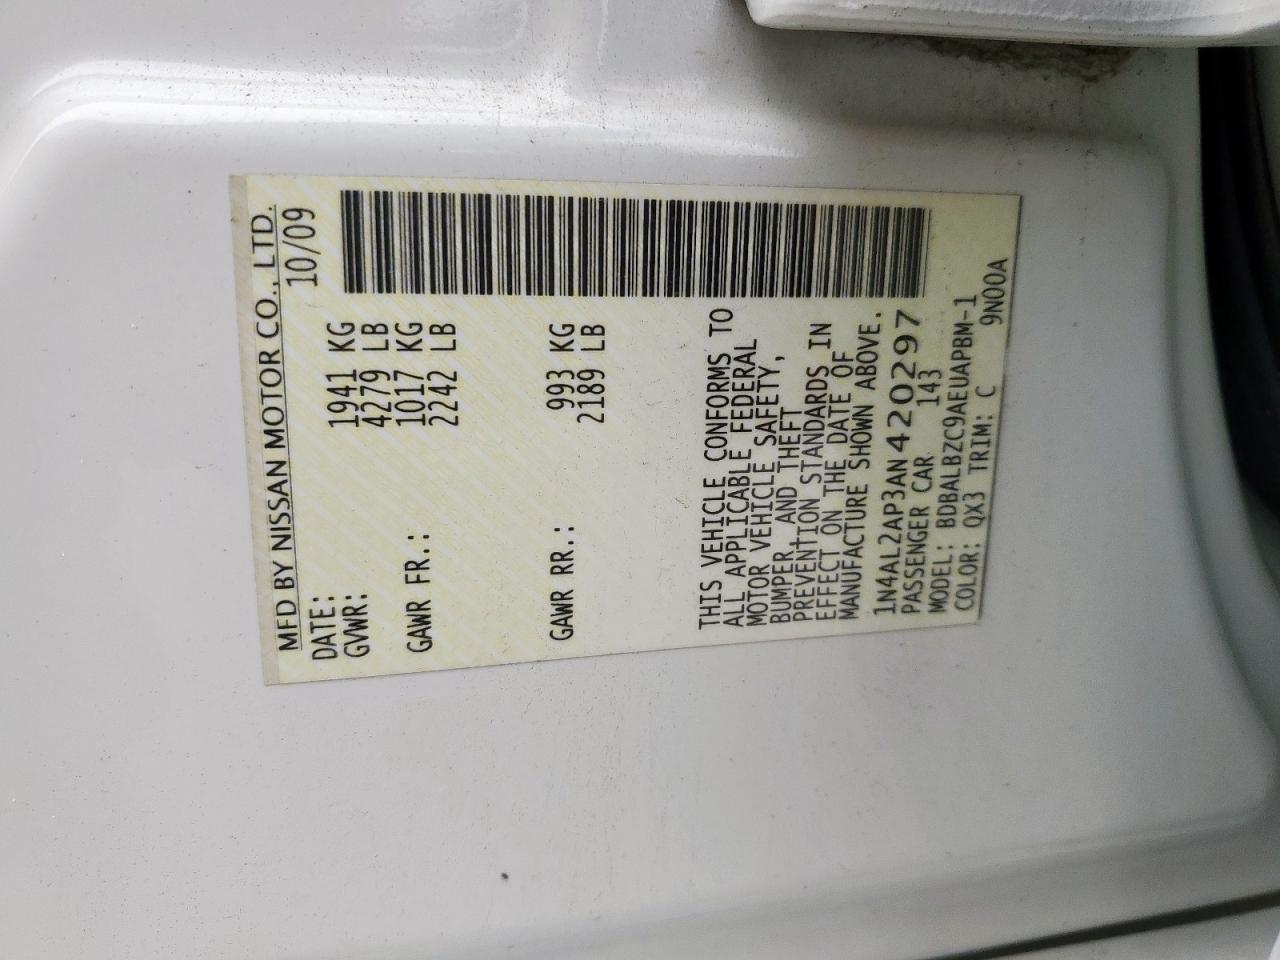 MFD BY NISSAN MOTOR CO., LTD.
DATE: 10/09
GVWR: 1941 KG
4279 LB
GAWR FR.: 1017 KG
2242 LB
GAWR RR.: 993 KG
2189 LB
THIS VEHICLE CONFORMS TO
ALL APPLICABLE FEDERAL
MOTOR VEHICLE SAFETY,
BUMPER, AND THEFT
PREVENTION STANDARDS IN
EFFECT ON THE DATE OF
MANUFACTURE SHOWN ABOVE.
1N4AL2AP3AN420297
PASSENGER CAR 143
MODEL: BDBALBZC9AEUAPBM-1
COLOR: QX3 TRIM: C 9N00A